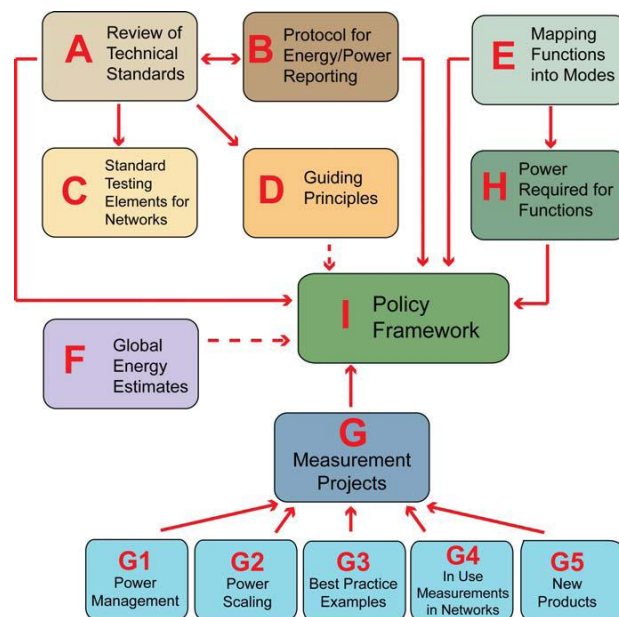 A
Review of
Technical
Standards
B
Protocol for
Energy/Power
Reporting
E
Mapping
Functions
into Modes
C
Standard
Testing
Elements for
Networks
D
Guiding
Principles
H
Power
Required for
Functions
I
Policy
Framework
F
Global
Energy
Estimates
G
Measurement
Projects
G1
Power
Management
G2
Power
Scaling
G3
Best Practice
Examples
G4
In Use
Measurements
in Networks
G5
New
Products